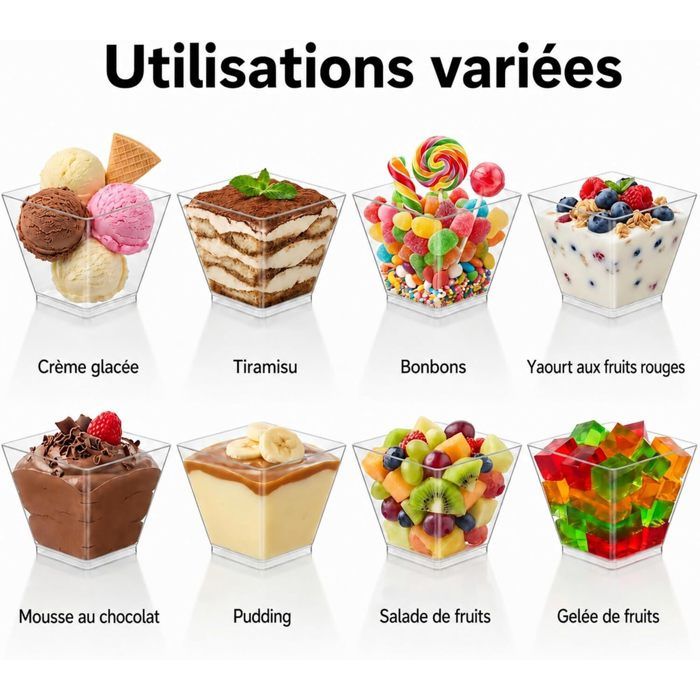 Utilisations variées
Crème glacée
Tiramisu
Bonbons
Yaourt aux fruits rouges
Mousse au chocolat
Pudding
Salade de fruits
Gelée de fruits